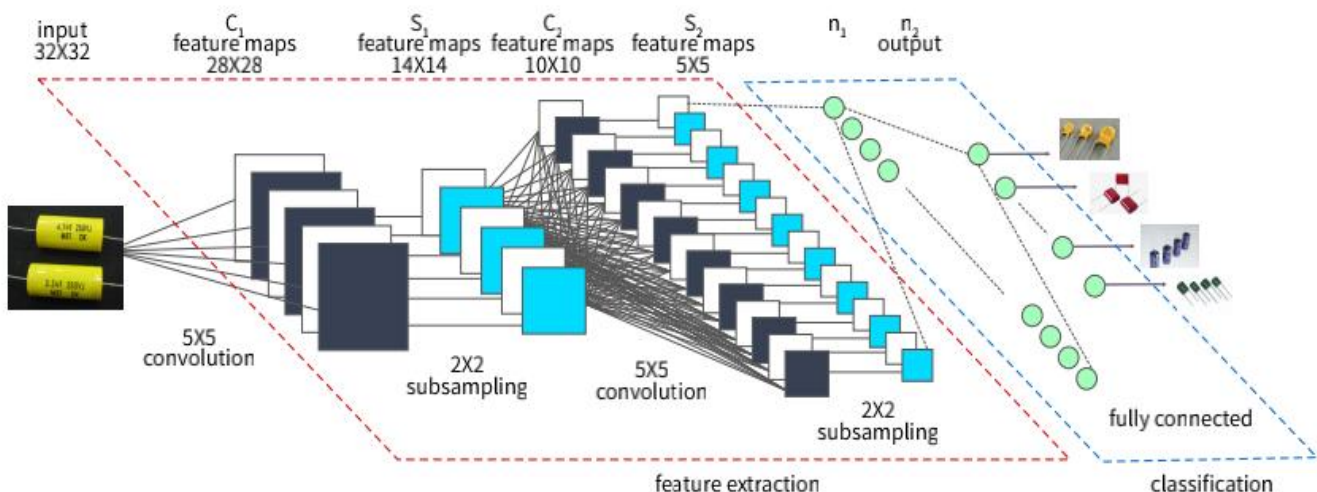 input
32X32
C₁
feature maps
28X28
S₁
feature maps
14X14
C₂
feature maps
10X10
S₂
feature maps
5X5
n₁
n₂
output
5X5
convolution
2X2
subsampling
5X5
convolution
2X2
subsampling
fully connected
feature extraction
classification